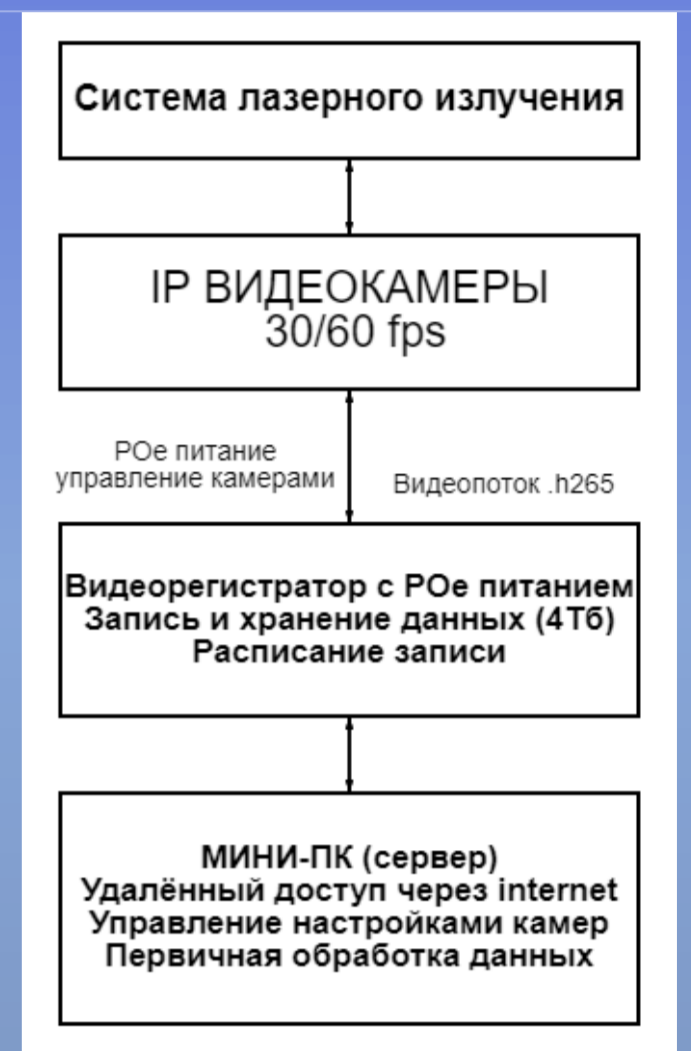 Система лазерного излучения
IP ВИДЕОКАМЕРЫ
30/60 fps
POe питание
управление камерами
Видеопоток .h265
Видеорегистратор с POe питанием
Запись и хранение данных (4Тб)
Расписание записи
МИНИ-ПК (сервер)
Удалённый доступ через internet
Управление настройками камер
Первичная обработка данных